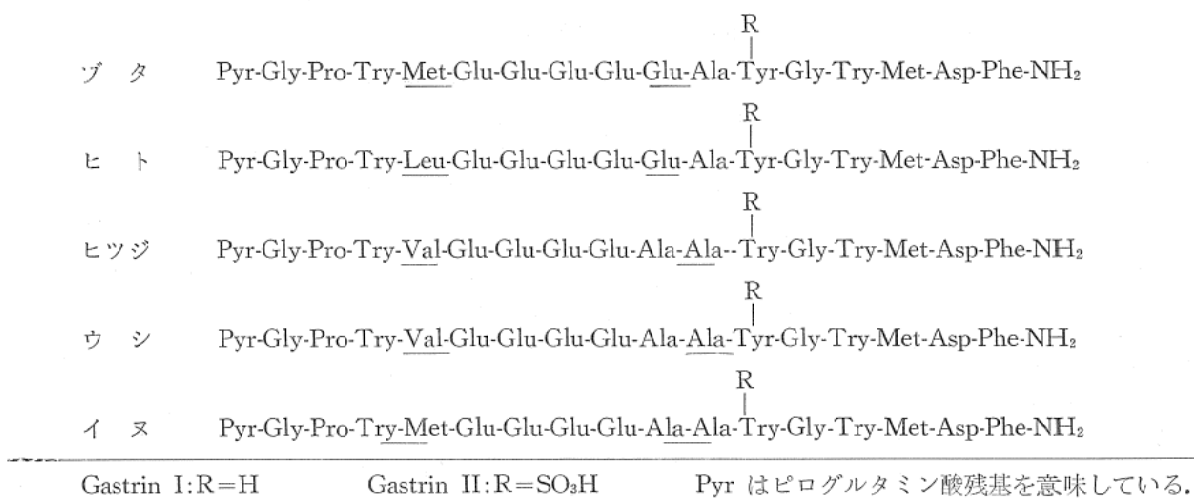 R
ヅタ Pyr-Gly-Pro-Try-Met-Glu-Glu-Glu-Glu-Glu-Ala-Tyr-Gly-Try-Met-Asp-Phe-NH₂
R
ヒト Pyr-Gly-Pro-Try-Leu-Glu-Glu-Glu-Glu-Glu-Ala-Tyr-Gly-Try-Met-Asp-Phe-NH₂
R
ヒツジ Pyr-Gly-Pro-Try-Val-Glu-Glu-Glu-Glu-Ala-Ala--Try-Gly-Try-Met-Asp-Phe-NH₂
R
ウシ Pyr-Gly-Pro-Try-Val-Glu-Glu-Glu-Glu-Ala-Ala-Tyr-Gly-Try-Met-Asp-Phe-NH₂
R
イヌ Pyr-Gly-Pro-Try-Met-Glu-Glu-Glu-Glu-Ala-Ala-Try-Gly-Try-Met-Asp-Phe-NH₂
Gastrin I:R=H Gastrin II:R=SO₃H Pyr はピログルタミン酸残基を意味している.